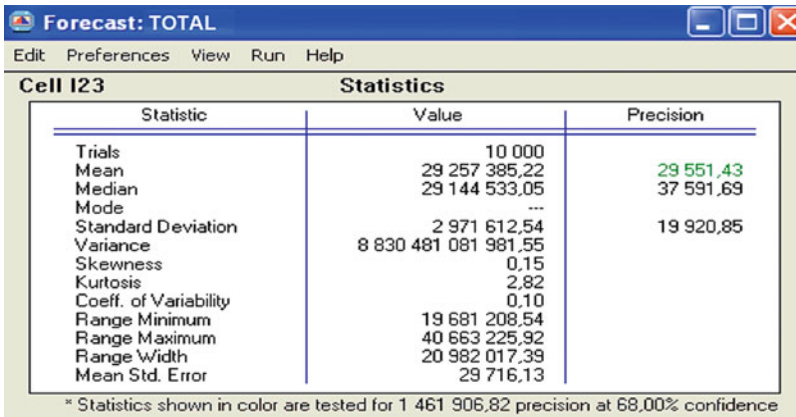 Forecast: TOTAL
Edit Preferences View Run Help
Cell I23 Statistics
Statistic Value Precision
Trials 10 000
Mean 29 257 385,22 29 551,43
Median 29 144 533,05 37 591,69
Mode ---
Standard Deviation 2 971 612,54 19 920,85
Variance 8 830 481 081 981,55
Skewness 0,15
Kurtosis 2,82
Coeff. of Variability 0,10
Range Minimum 19 681 208,54
Range Maximum 40 663 225,92
Range Width 20 982 017,39
Mean Std. Error 29 716,13
* Statistics shown in color are tested for 1 461 906,82 precision at 68,00% confidence